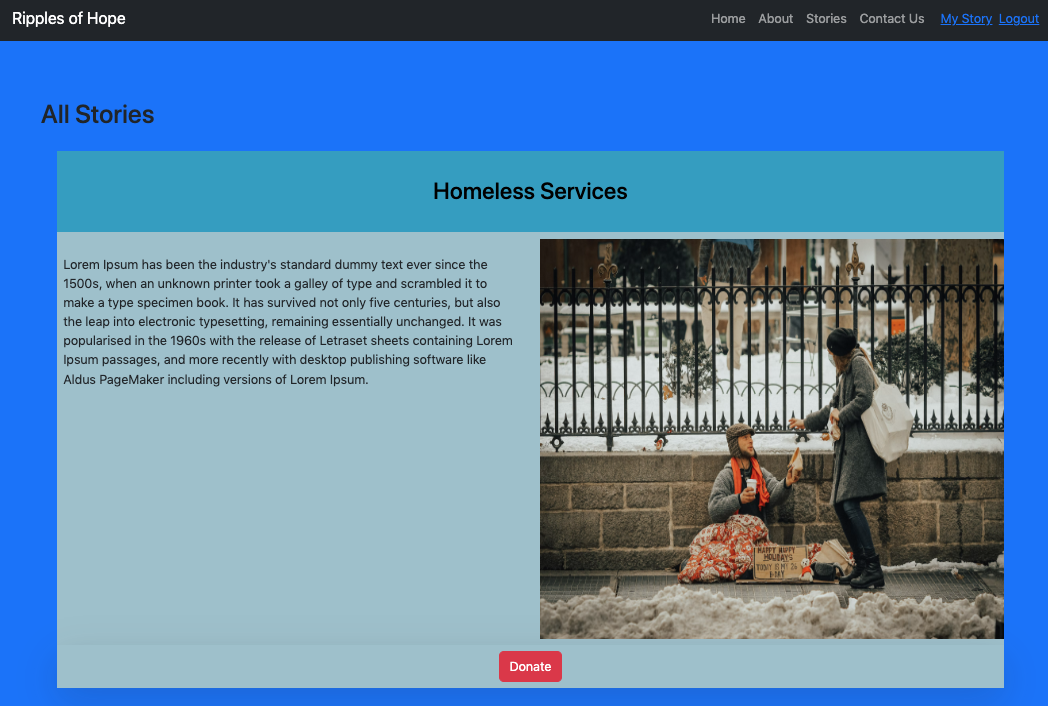 Ripples of Hope
Home About Stories Contact Us My Story Logout
All Stories
Homeless Services
Lorem Ipsum has been the industry's standard dummy text ever since the
1500s, when an unknown printer took a galley of type and scrambled it to
make a type specimen book. It has survived not only five centuries, but also
the leap into electronic typesetting, remaining essentially unchanged. It was
popularised in the 1960s with the release of Letraset sheets containing Lorem
Ipsum passages, and more recently with desktop publishing software like
Aldus PageMaker including versions of Lorem Ipsum.
HAPPY HAPPY
HOLIDAYS
TODAY IS MY 26
B-DAY
Donate